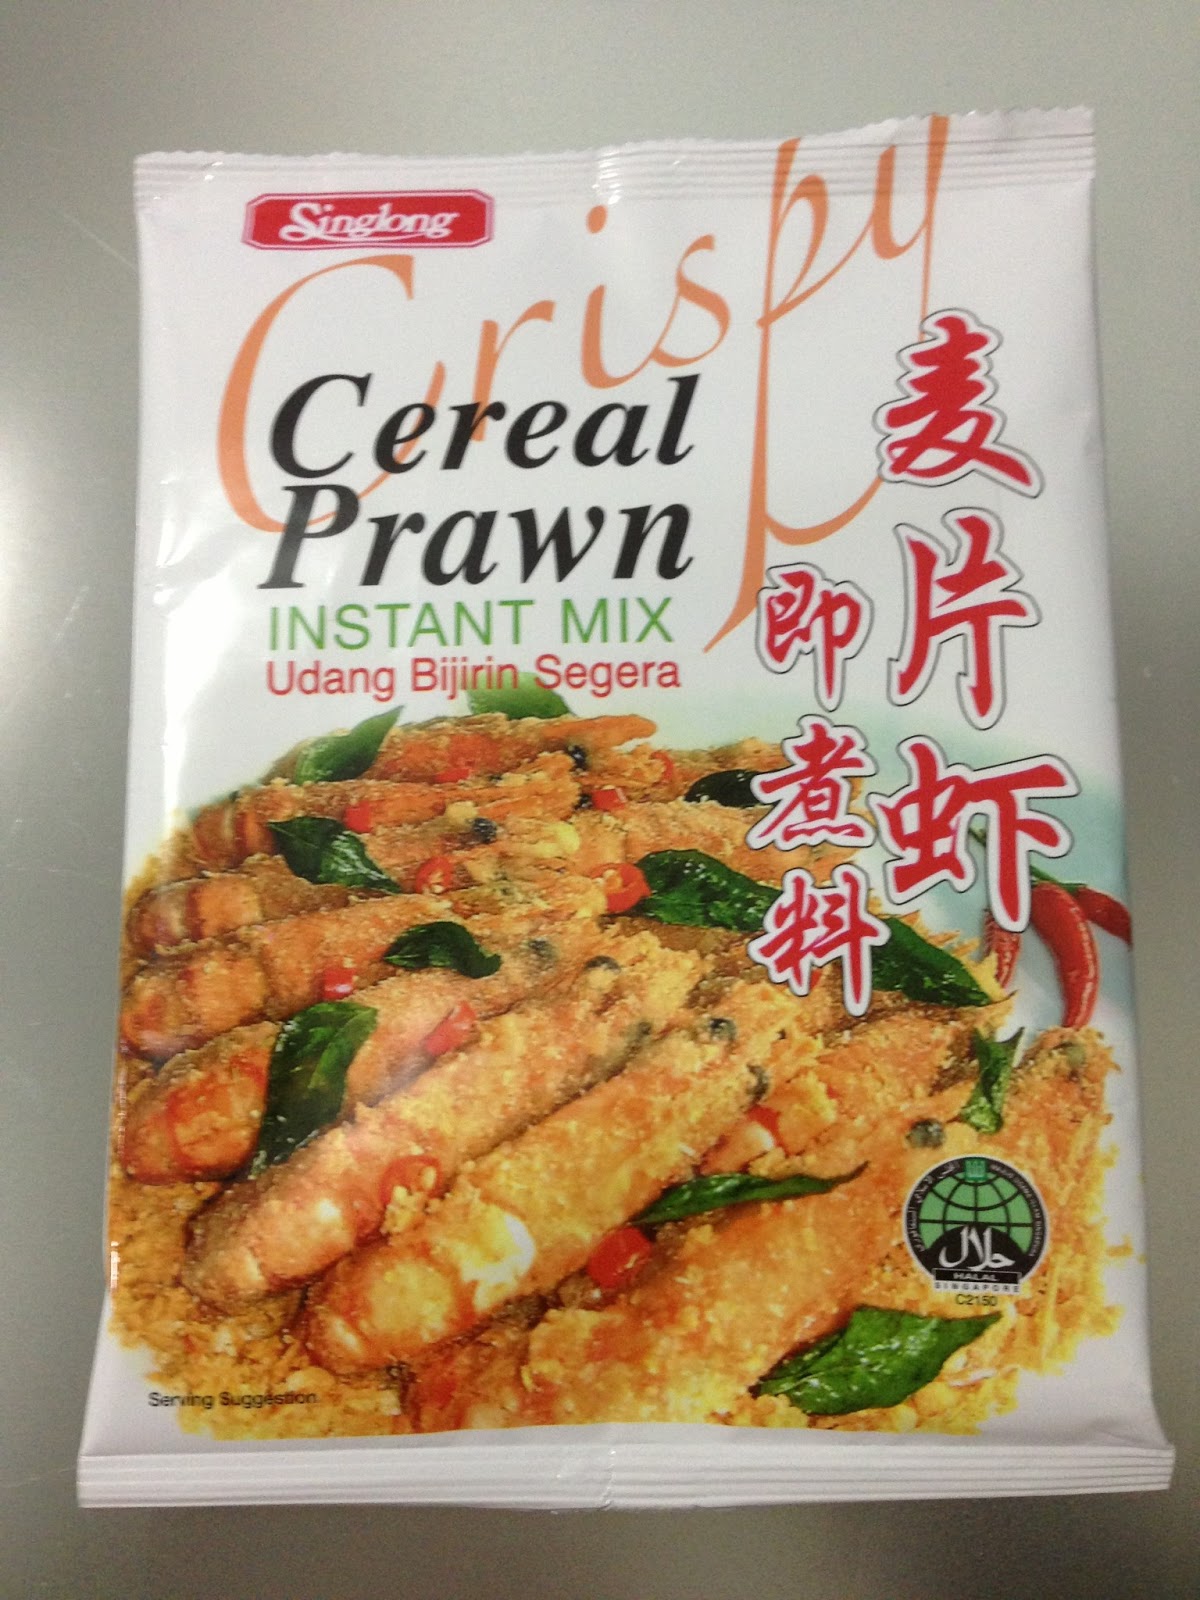 Singlong
Crispy
Cereal
Prawn
INSTANT MIX
Udang Bijirin Segera
麦片虾
即煮料
حلال
HALAL
SINGAPORE
C2150
Serving Suggestion